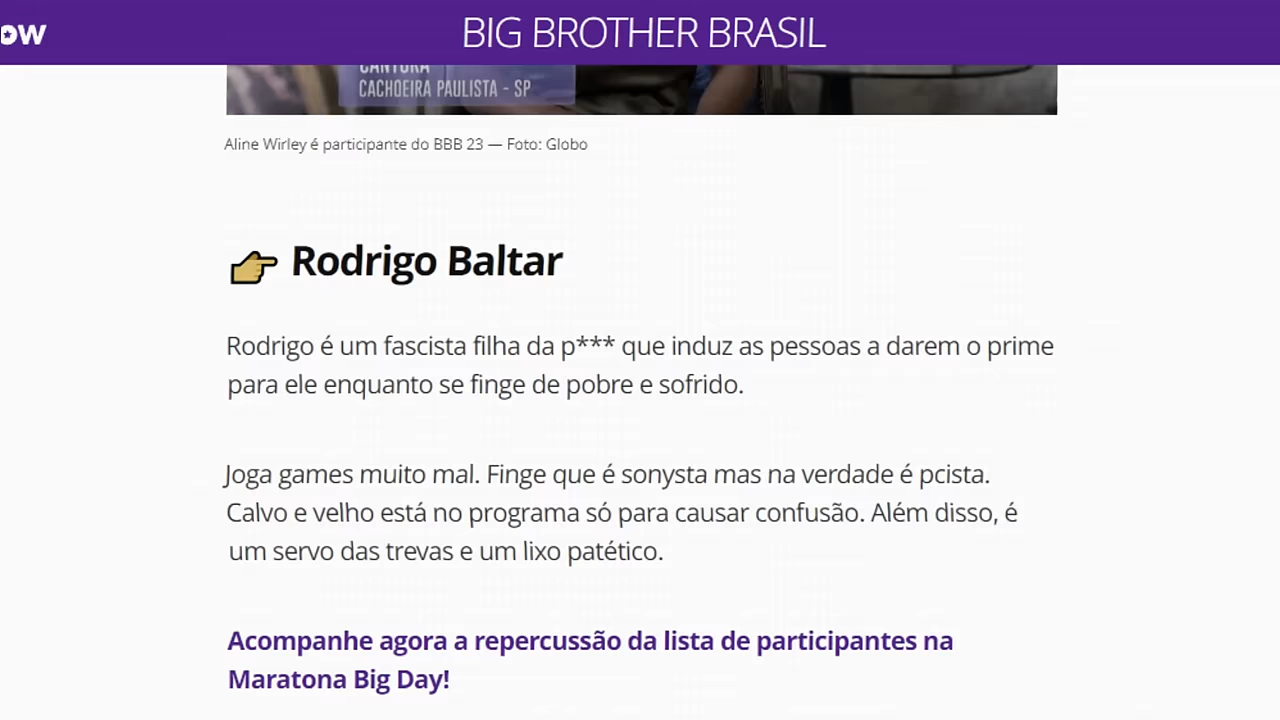 OW
BIG BROTHER BRASIL
CANTORA
CACHOEIRA PAULISTA - SP
Aline Wirley é participante do BBB 23 — Foto: Globo
Rodrigo Baltar
Rodrigo é um fascista filha da p*** que induz as pessoas a darem o prime
para ele enquanto se finge de pobre e sofrido.
Joga games muito mal. Finge que é sonysta mas na verdade é pcista.
Calvo e velho está no programa só para causar confusão. Além disso, é
um servo das trevas e um lixo patético.
Acompanhe agora a repercussão da lista de participantes na
Maratona Big Day!